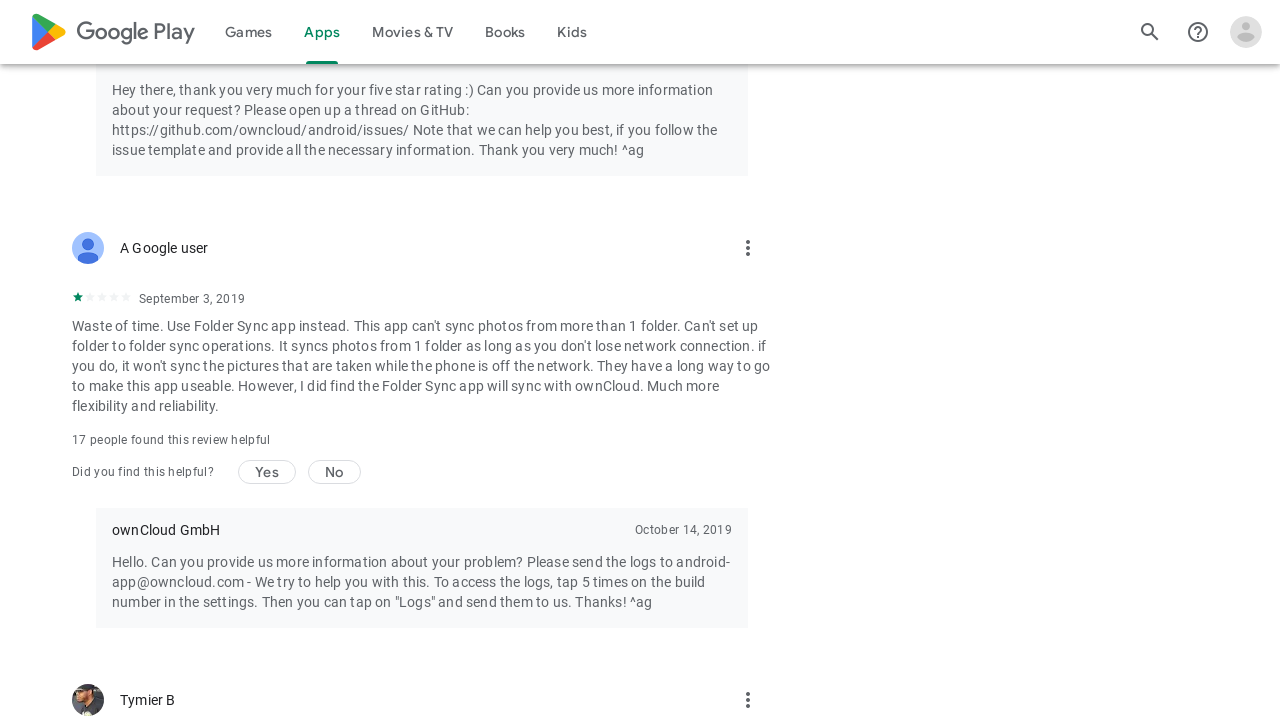 Google Play
Games
Apps
Movies & TV
Books
Kids
Hey there, thank you very much for your five star rating :) Can you provide us more information
about your request? Please open up a thread on GitHub:
https://github.com/owncloud/android/issues/ Note that we can help you best, if you follow the
issue template and provide all the necessary information. Thank you very much! ^ag
A Google user
September 3, 2019
Waste of time. Use Folder Sync app instead. This app can't sync photos from more than 1 folder. Can't set up
folder to folder sync operations. It syncs photos from 1 folder as long as you don't lose network connection. if
you do, it won't sync the pictures that are taken while the phone is off the network. They have a long way to go
to make this app useable. However, I did find the Folder Sync app will sync with ownCloud. Much more
flexibility and reliability.
17 people found this review helpful
Did you find this helpful?
Yes
No
ownCloud GmbH
October 14, 2019
Hello. Can you provide us more information about your problem? Please send the logs to android-
app@owncloud.com - We try to help you with this. To access the logs, tap 5 times on the build
number in the settings. Then you can tap on "Logs" and send them to us. Thanks! ^ag
Tymier B